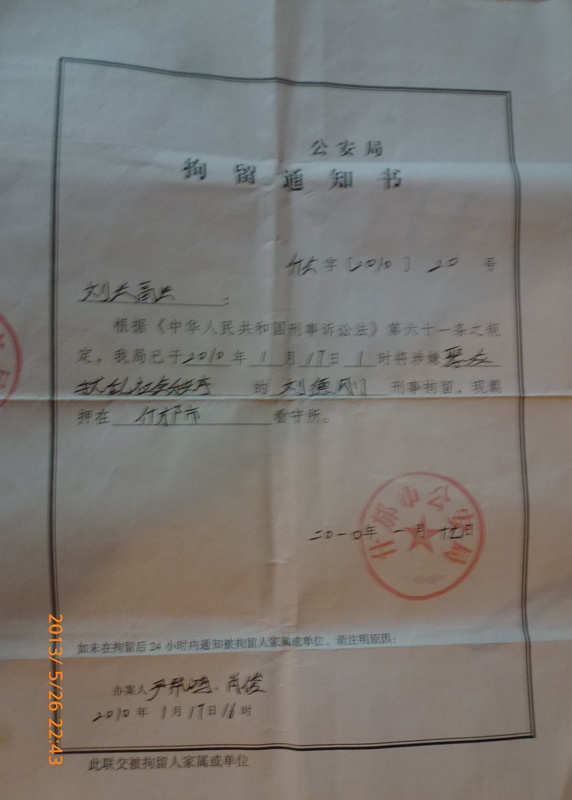 公安局
拘留通知书
字〔2010〕20号
:
根据《中华人民共和国刑事诉讼法》第六十一条之规
定，我局已于2010年1月17日1时将涉嫌聚众
扰乱社会秩序的刘德刚刑事拘留，现羁
押在什邡市看守所。
什邡市公安局
二〇一〇年一月十七日
如未在拘留后24小时内通知被拘留人家属或单位，请注明原因：
办案人 肖俊
2010年1月17日16时
此联交被拘留人家属或单位
2013/5/26 22:43